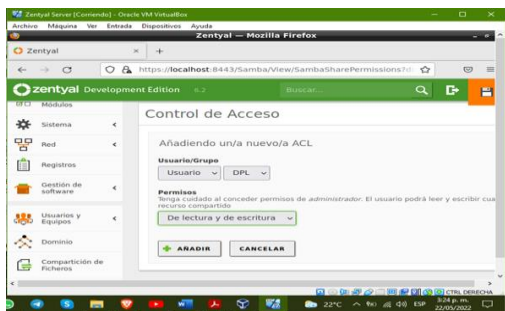 Zentyal Server [Corriendo] - Oracle VM VirtualBox
Archivo Máquina Ver Entrada Dispositivos Ayuda
Zentyal — Mozilla Firefox
Zentyal
https://localhost:8443/Samba/View/SambaSharePermissions?d
zentyal Development Edition 6.2 Buscar...
Módulos
Sistema
Red
Registros
Gestión de software
Usuarios y Equipos
Dominio
Compartición de Ficheros
Control de Acceso
Añadiendo un/a nuevo/a ACL
Usuario/Grupo
Usuario DPL
Permisos
Tenga cuidado al conceder permisos de administrador. El usuario podrá leer y escribir cua
recurso compartido
De lectura y de escritura
+ AÑADIR CANCELAR
CTRL DERECHA
22°C ESP 3:24 p. m.
22/05/2022